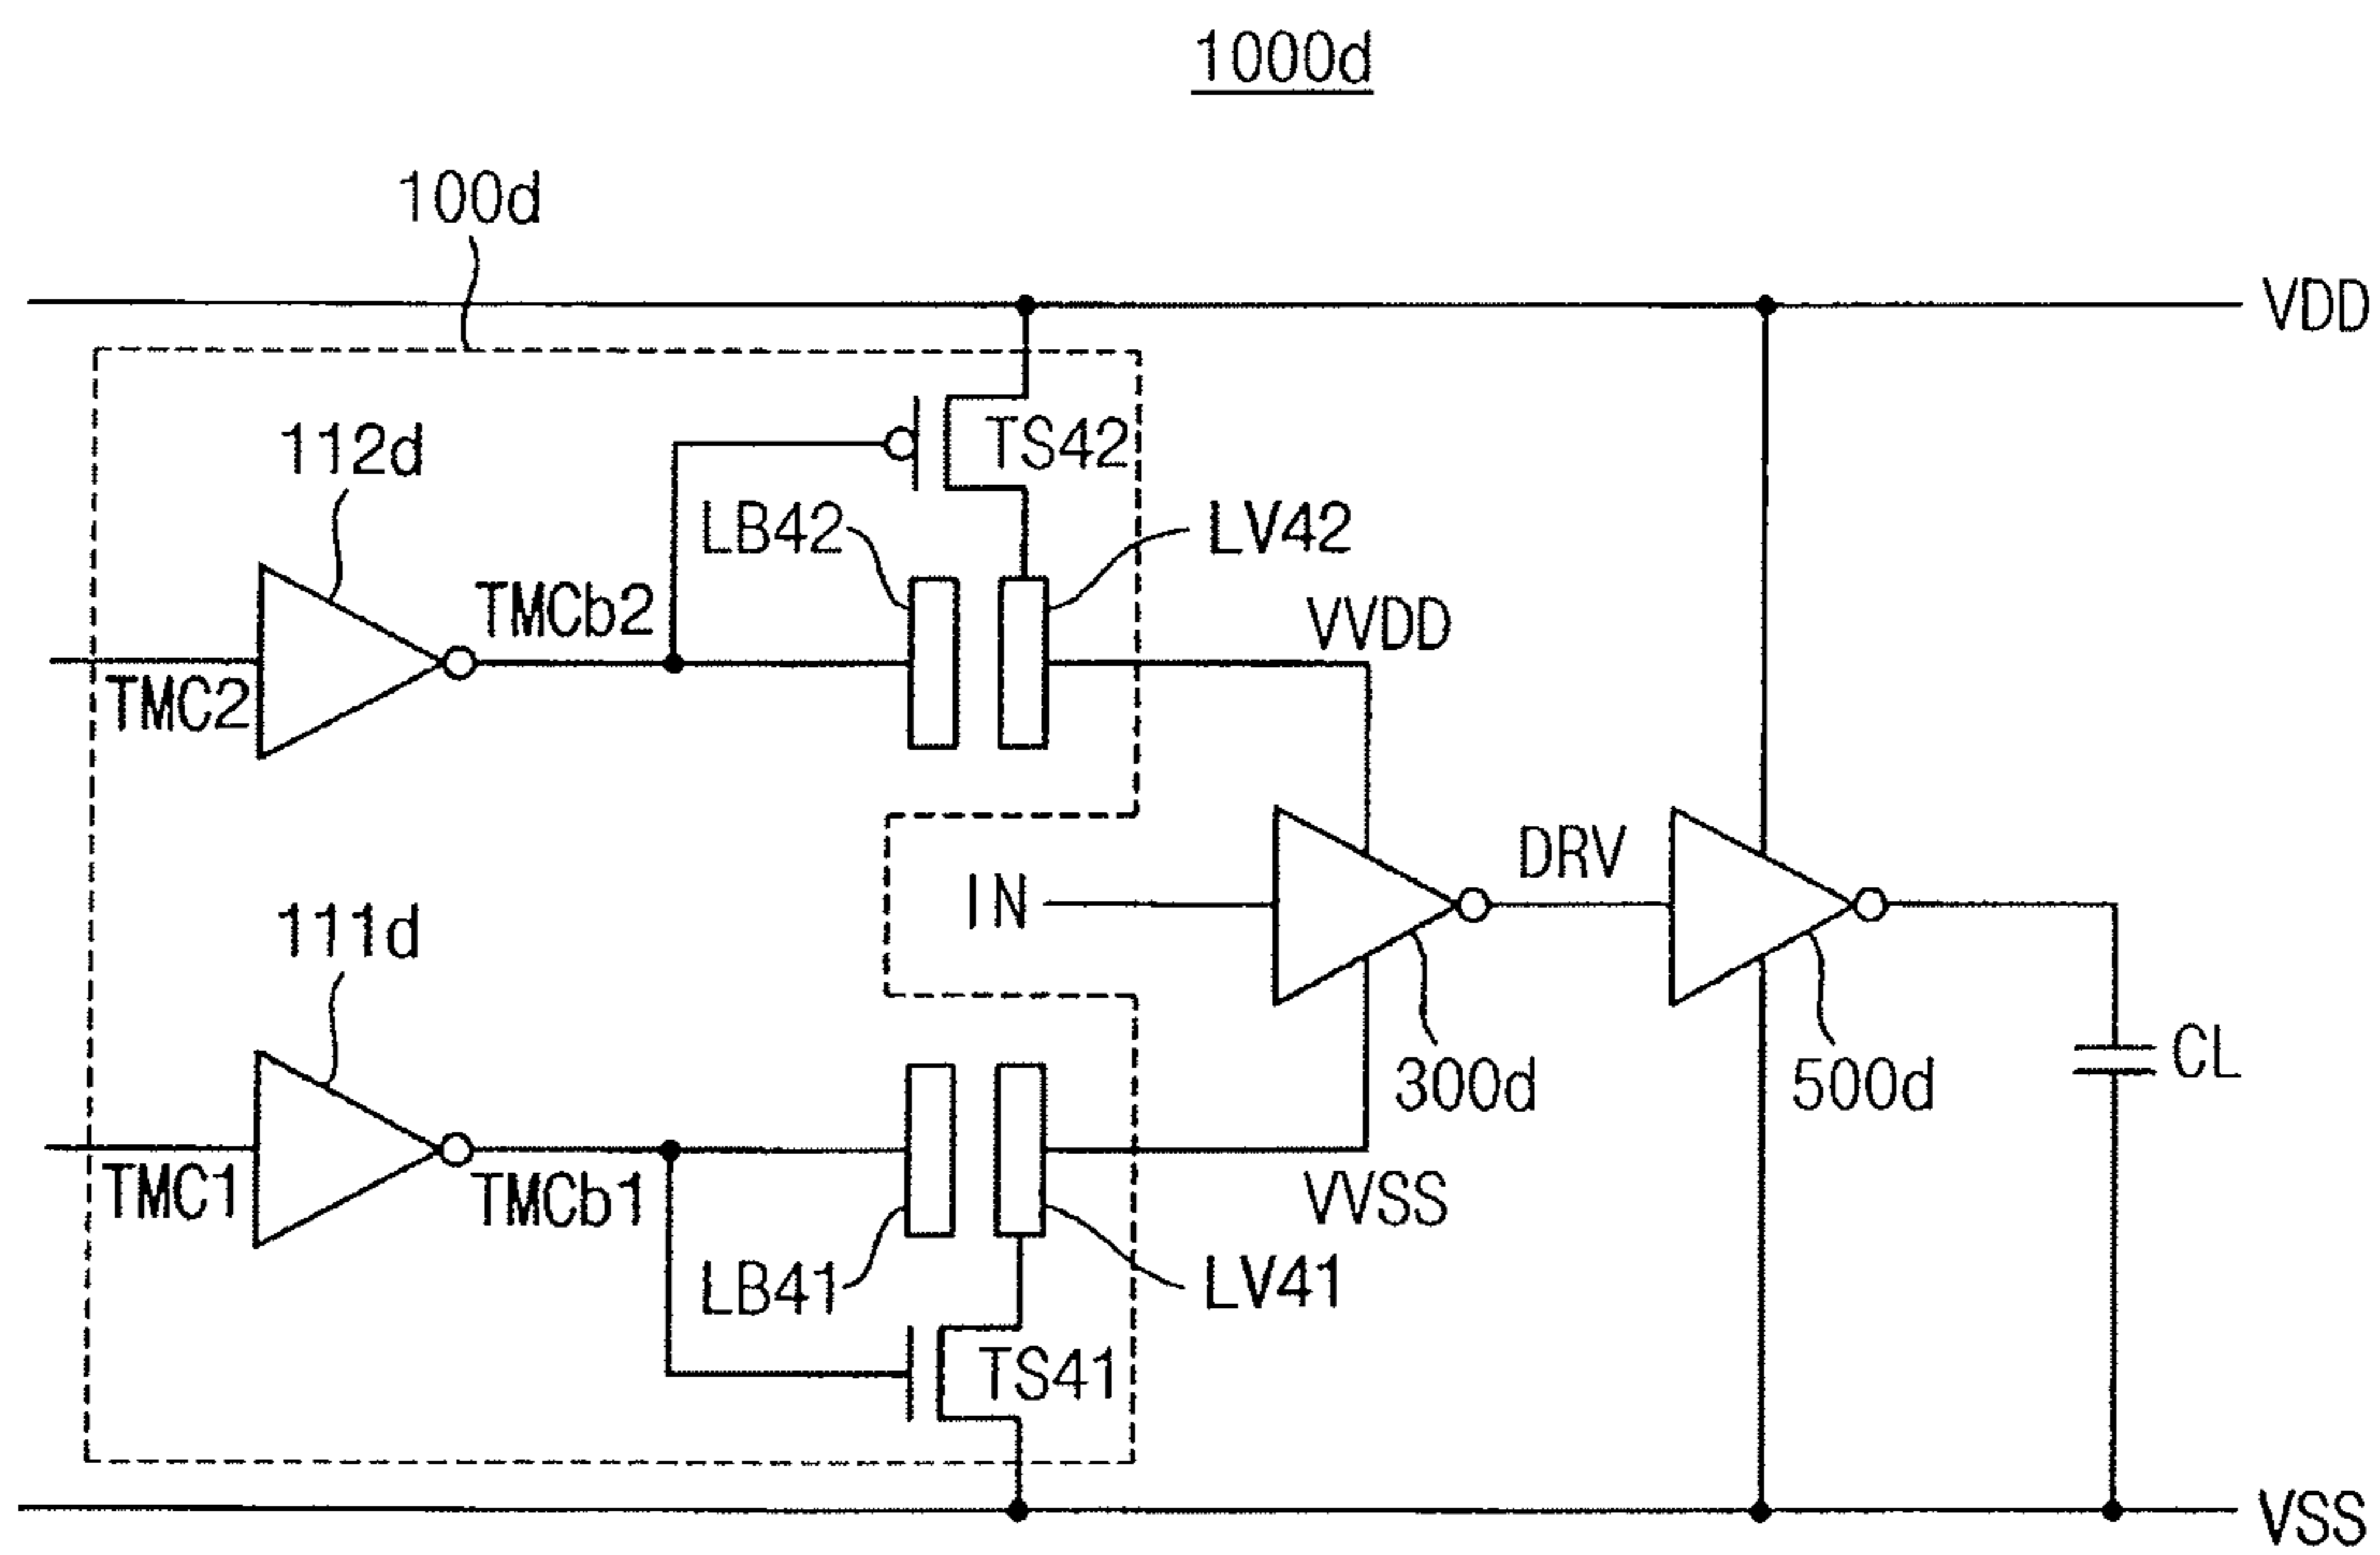 1000d
100d
VDD
TS42
112d
LB42
LV42
TMCb2
VVDD
TMC2
DRV
IN
111d
300d
500d
CL
TMC1
TMCb1
VVSS
LB41
LV41
TS41
VSS